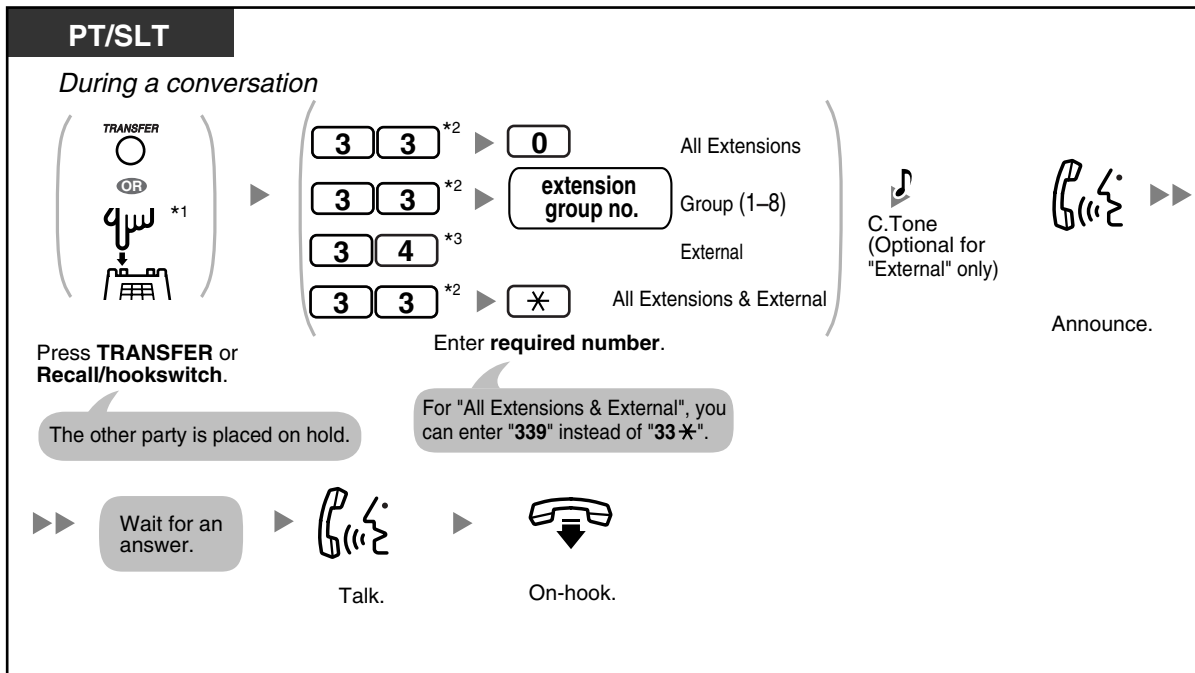 PT/SLT
During a conversation
TRANSFER
OR
*1
3 3 *2 0 All Extensions
3 3 *2 extension group no. Group (1–8)
3 4 *3 External
3 3 *2 ✳ All Extensions & External
C.Tone
(Optional for
"External" only)
Announce.
Press TRANSFER or
Recall/hookswitch.
The other party is placed on hold.
Enter required number.
For "All Extensions & External", you
can enter "339" instead of "33✳".
Wait for an
answer.
Talk.
On-hook.